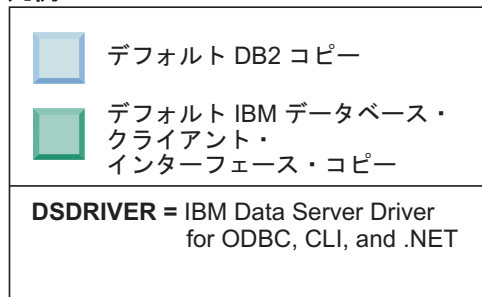 デフォルト DB2 コピー
デフォルト IBM データベース・
クライアント・
インターフェース・コピー
DSDRIVER = IBM Data Server Driver
for ODBC, CLI, and .NET